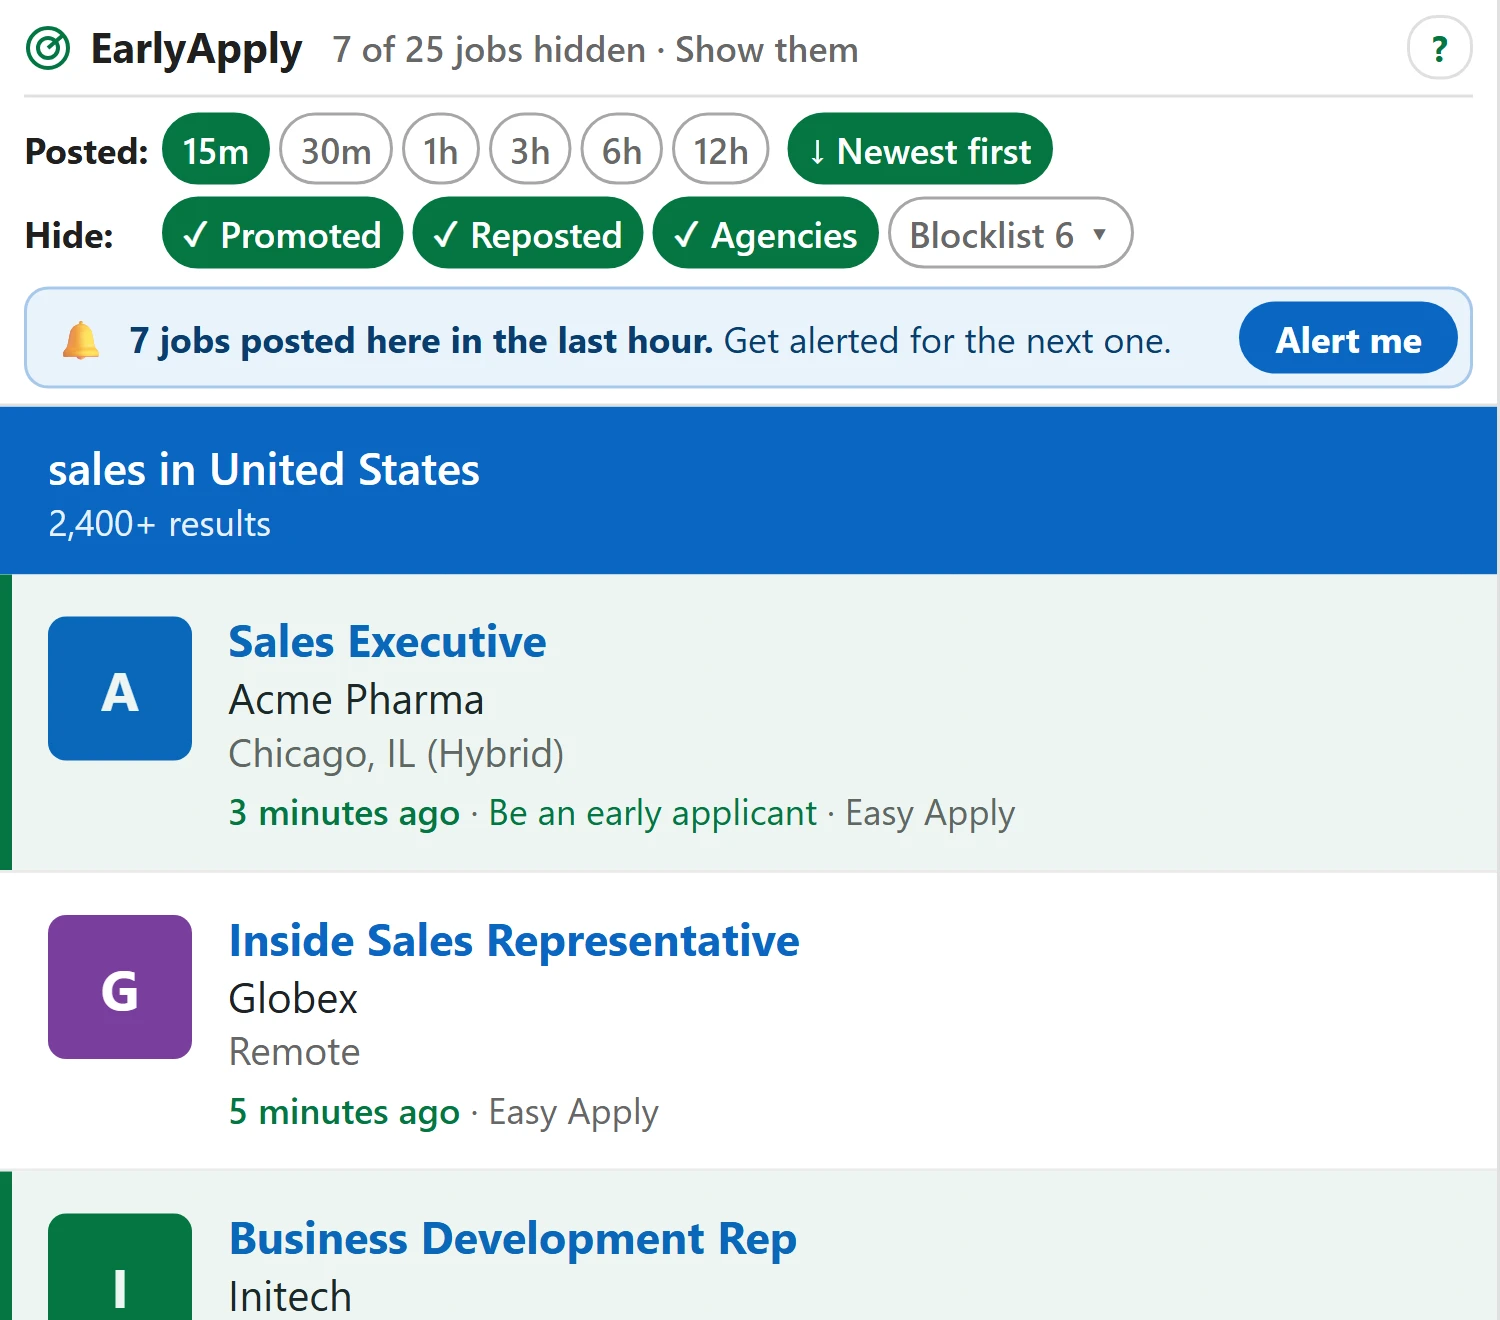 EarlyApply 7 of 25 jobs hidden · Show them ?
Posted: 15m 30m 1h 3h 6h 12h ↓ Newest first
Hide: ✓ Promoted ✓ Reposted ✓ Agencies Blocklist 6 ▼
🔔 7 jobs posted here in the last hour. Get alerted for the next one. Alert me
sales in United States
2,400+ results
A
Sales Executive
Acme Pharma
Chicago, IL (Hybrid)
3 minutes ago · Be an early applicant · Easy Apply
G
Inside Sales Representative
Globex
Remote
5 minutes ago · Easy Apply
I
Business Development Rep
Initech